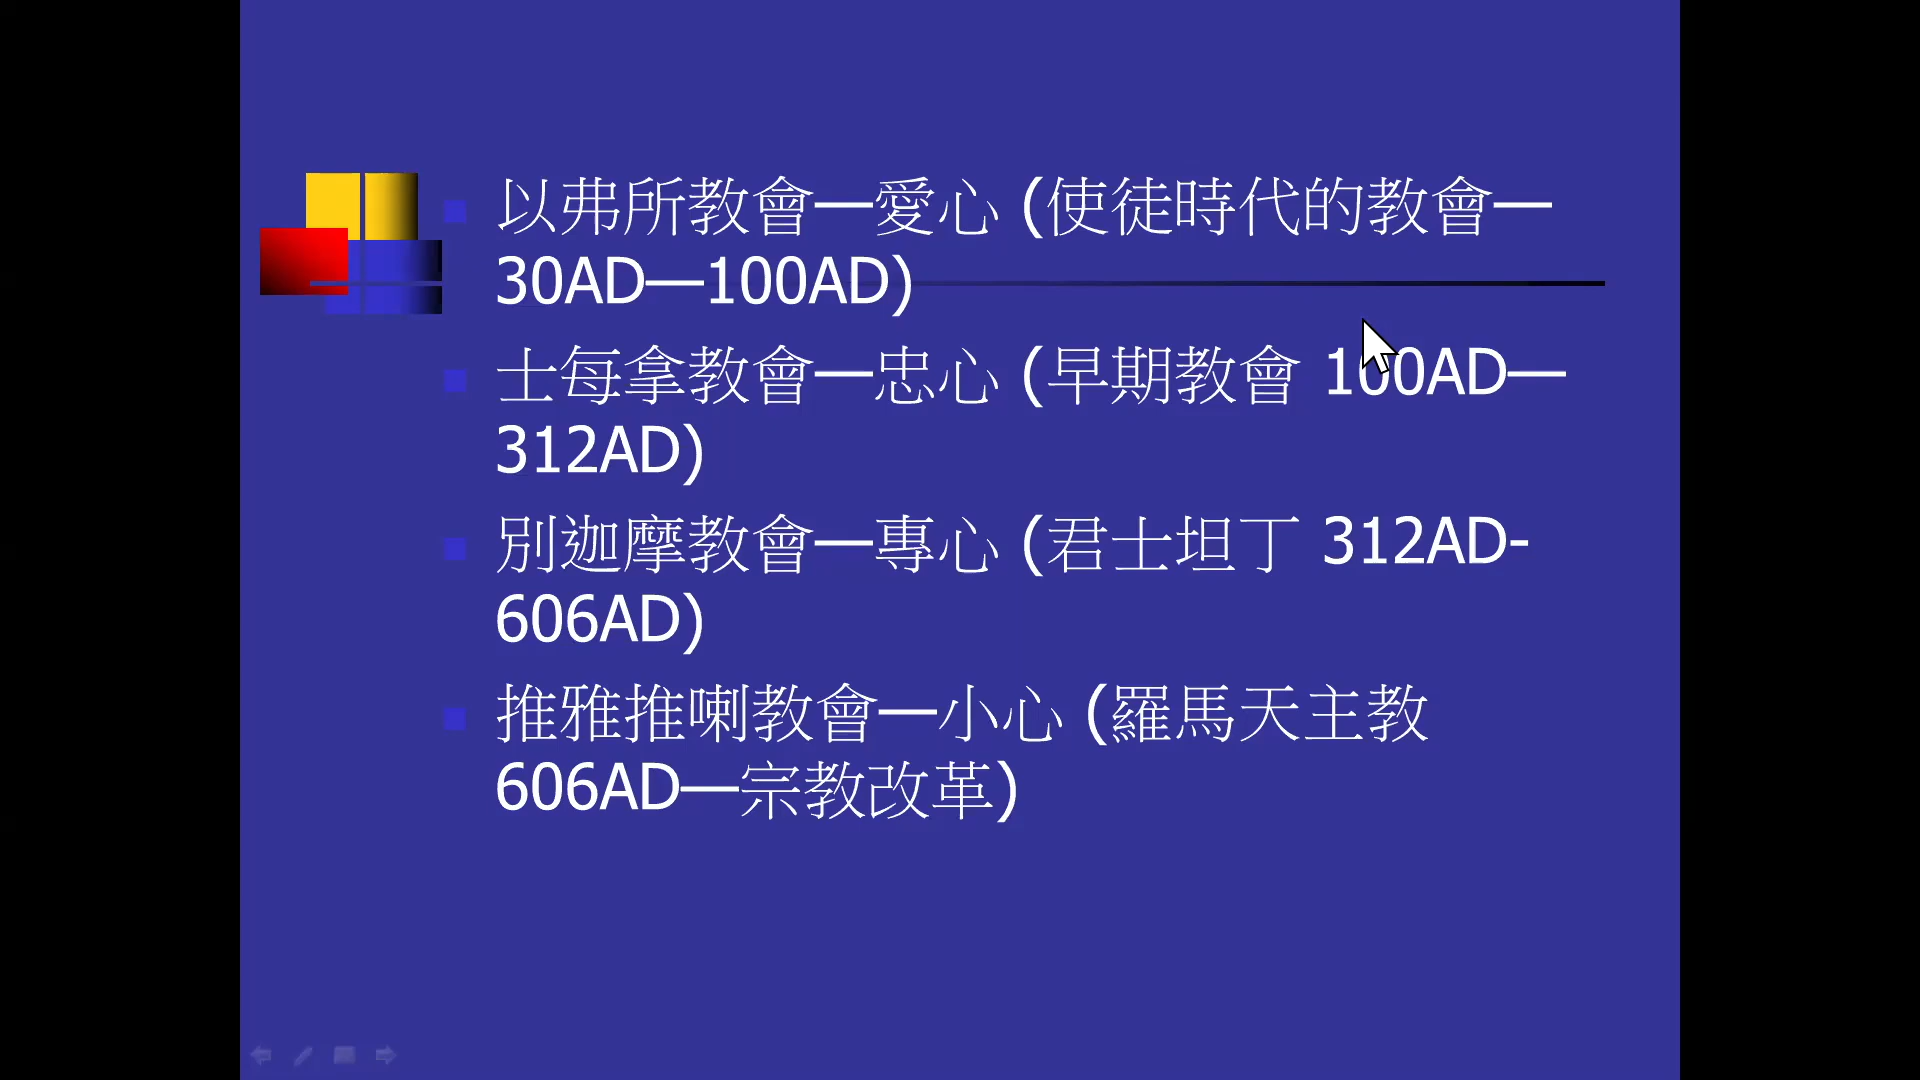 以弗所教會—愛心 (使徒時代的教會—
30AD—100AD)
士每拿教會—忠心 (早期教會 100AD—
312AD)
別迦摩教會—專心 (君士坦丁 312AD-
606AD)
推雅推喇教會—小心 (羅馬天主教
606AD—宗教改革)